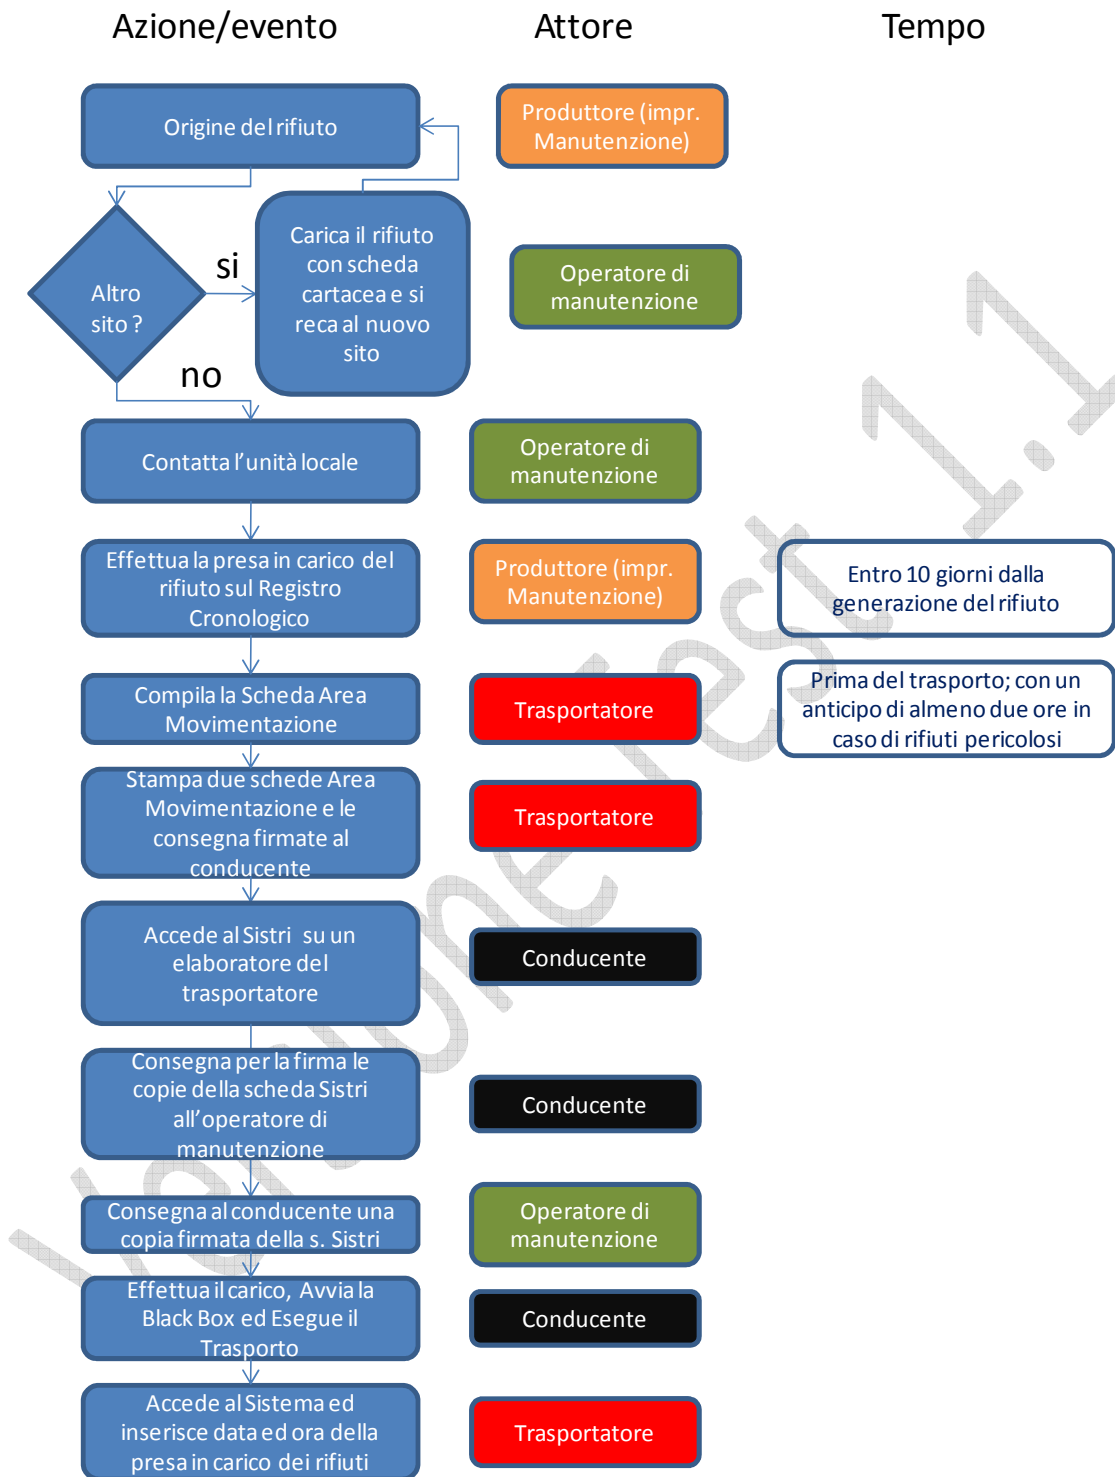 Azione/evento Attore Tempo
Origine del rifiuto
Produttore (impr.
Manutenzione)
Altro
sito ?
si
Carica il rifiuto
con scheda
cartacea e si
reca al nuovo
sito
Operatore di
manutenzione
no
Contatta l’unità locale
Operatore di
manutenzione
Effettua la presa in carico del
rifiuto sul Registro
Cronologico
Produttore (impr.
Manutenzione)
Entro 10 giorni dalla
generazione del rifiuto
Compila la Scheda Area
Movimentazione
Trasportatore
Prima del trasporto; con un
anticipo di almeno due ore in
caso di rifiuti pericolosi
Stampa due schede Area
Movimentazione e le
consegna firmate al
conducente
Trasportatore
Accede al Sistri su un
elaboratore del
trasportatore
Conducente
Consegna per la firma le
copie della scheda Sistri
all’operatore di
manutenzione
Conducente
Consegna al conducente una
copia firmata della s. Sistri
Operatore di
manutenzione
Effettua il carico, Avvia la
Black Box ed Esegue il
Trasporto
Conducente
Accede al Sistema ed
inserisce data ed ora della
presa in carico dei rifiuti
Trasportatore
Versione Test 1.1